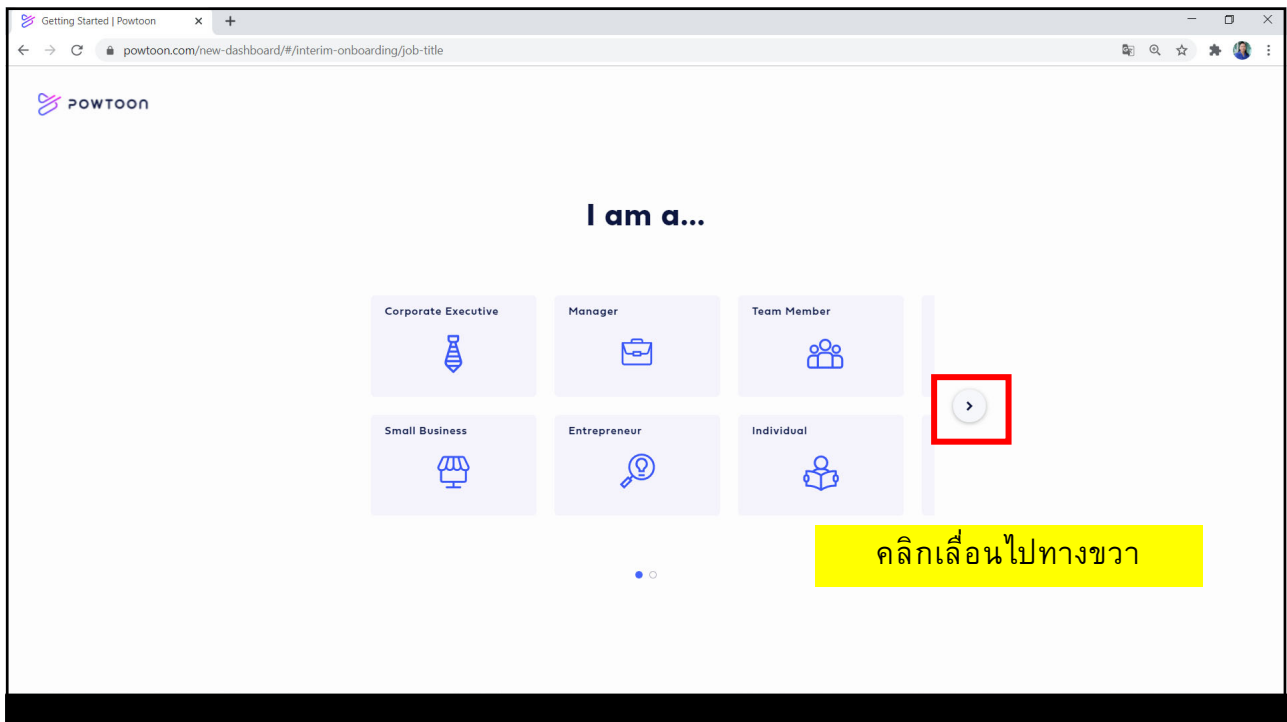 Getting Started | Powtoon
powtoon.com/new-dashboard/#/interim-onboarding/job-title
POWTOON
I am a...
Corporate Executive
Manager
Team Member
Small Business
Entrepreneur
Individual
คลิกเลื่อนไปทางขวา